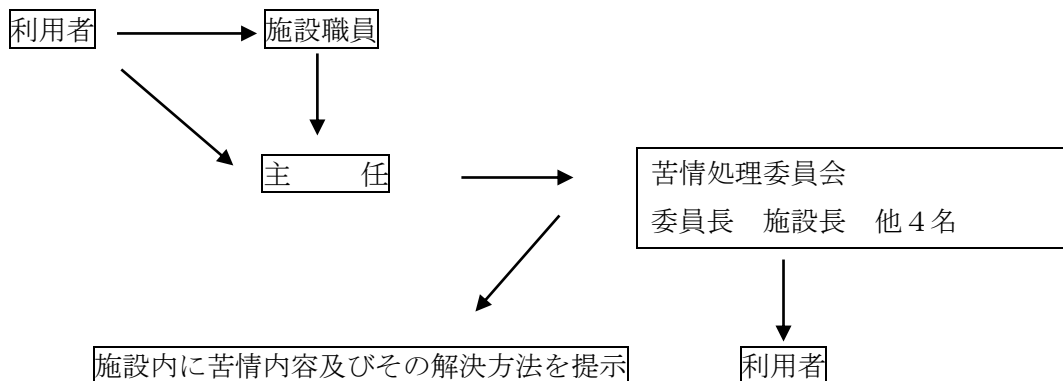 利用者
施設職員
主　　任
苦情処理委員会
委員長　施設長　他４名
施設内に苦情内容及びその解決方法を提示
利用者